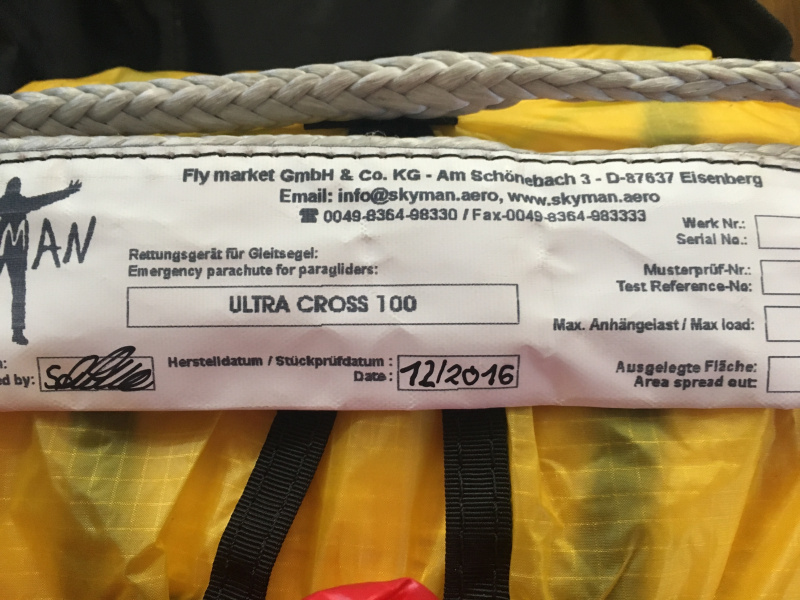 Fly market GmbH & Co. KG - Am Schönebach 3 - D-87637 Eisenberg
Email: info@skyman.aero, www.skyman.aero
☎ 0049-8364-98330 / Fax-0049-8364-983333
MAN
Rettungsgerät für Gleitsegel:
Emergency parachute for paragliders:
ULTRA CROSS 100
Werk Nr.:
Serial No.:
Musterprüf-Nr.:
Test Reference-No:
Max. Anhängelast / Max load:
Ausgelegte Fläche:
Area spread out:
by:
Herstelldatum / Stückprüfdatum :
Date : 12/2016